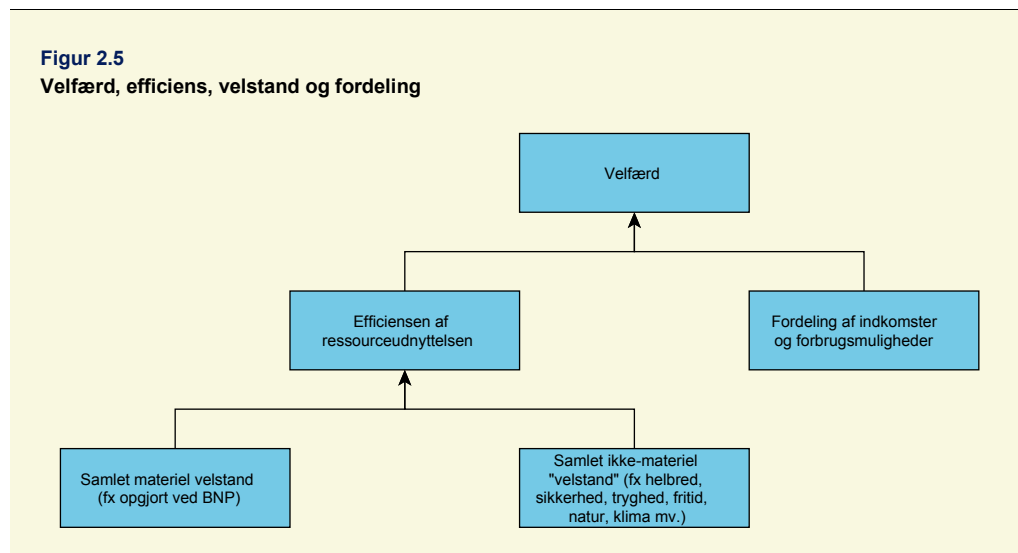 Figur 2.5
Velfærd, efficiens, velstand og fordeling
Velfærd
Efficiensen af
ressourceudnyttelsen
Fordeling af indkomster
og forbrugsmuligheder
Samlet materiel velstand
(fx opgjort ved BNP)
Samlet ikke-materiel
"velstand" (fx helbred,
sikkerhed, tryghed, fritid,
natur, klima mv.)